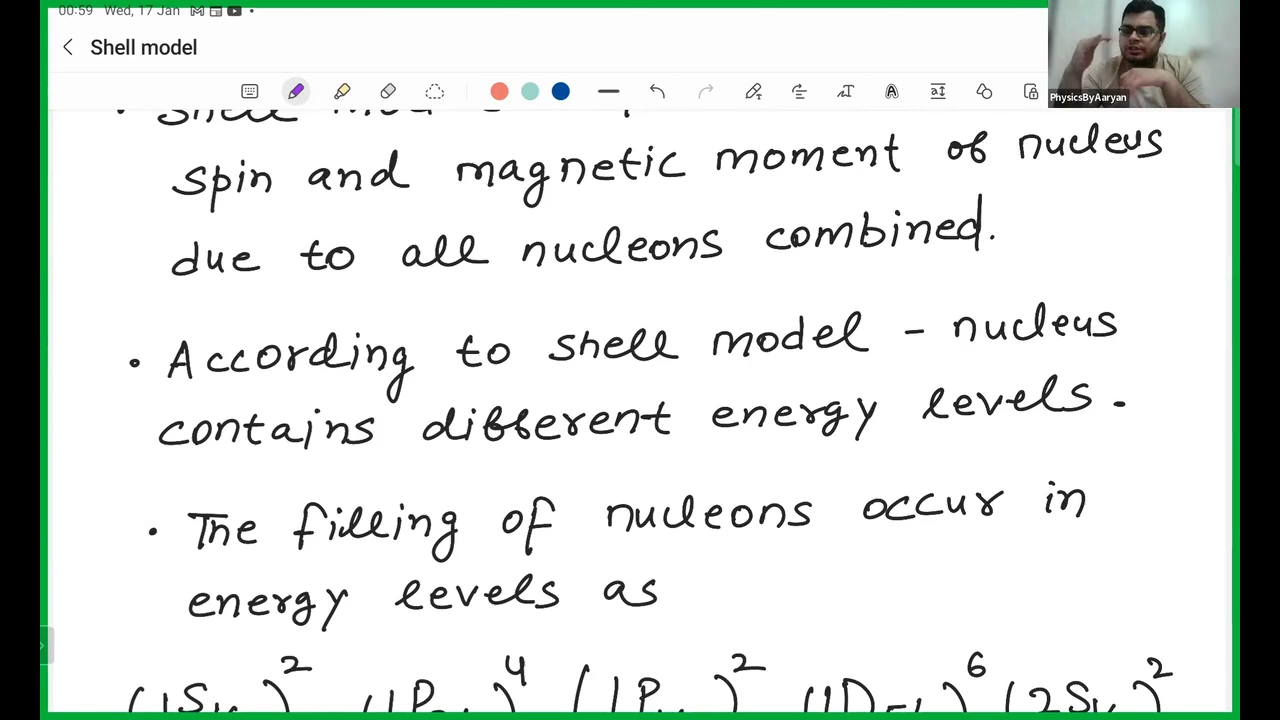 00:59 Wed, 17 Jan
Shell model
PhysicsByAaryan
spin and magnetic moment of nucleus
due to all nucleons combined.
• According to shell model - nucleus
contains different energy levels.
• The filling of nucleons occur in
energy levels as